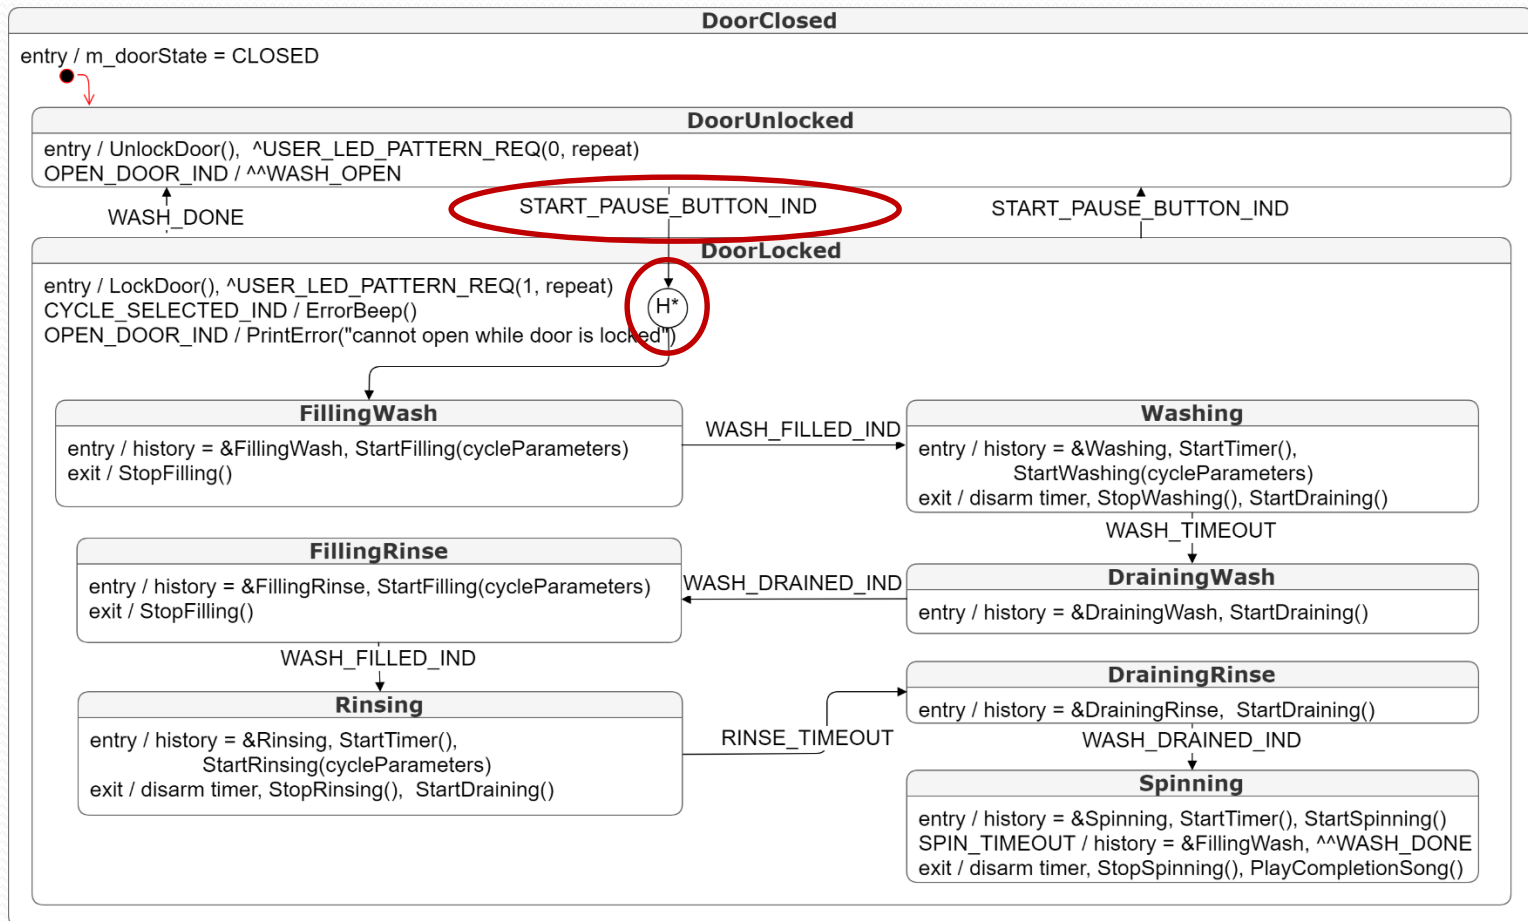 DoorClosed
entry / m_doorState = CLOSED
DoorUnlocked
entry / UnlockDoor(),  ^USER_LED_PATTERN_REQ(0, repeat)
OPEN_DOOR_IND / ^^WASH_OPEN
WASH_DONE
START_PAUSE_BUTTON_IND
START_PAUSE_BUTTON_IND
DoorLocked
entry / LockDoor(), ^USER_LED_PATTERN_REQ(1, repeat)
CYCLE_SELECTED_IND / ErrorBeep()
OPEN_DOOR_IND / PrintError("cannot open while door is locked")
H*
FillingWash
entry / history = &FillingWash, StartFilling(cycleParameters)
exit / StopFilling()
WASH_FILLED_IND
Washing
entry / history = &Washing, StartTimer(),
StartWashing(cycleParameters)
exit / disarm timer, StopWashing(), StartDraining()
WASH_TIMEOUT
FillingRinse
entry / history = &FillingRinse, StartFilling(cycleParameters)
exit / StopFilling()
WASH_DRAINED_IND
DrainingWash
entry / history = &DrainingWash, StartDraining()
WASH_FILLED_IND
Rinsing
entry / history = &Rinsing, StartTimer(),
StartRinsing(cycleParameters)
exit / disarm timer, StopRinsing(),  StartDraining()
RINSE_TIMEOUT
DrainingRinse
entry / history = &DrainingRinse,  StartDraining()
WASH_DRAINED_IND
Spinning
entry / history = &Spinning, StartTimer(), StartSpinning()
SPIN_TIMEOUT / history = &FillingWash, ^^WASH_DONE
exit / disarm timer, StopSpinning(), PlayCompletionSong()